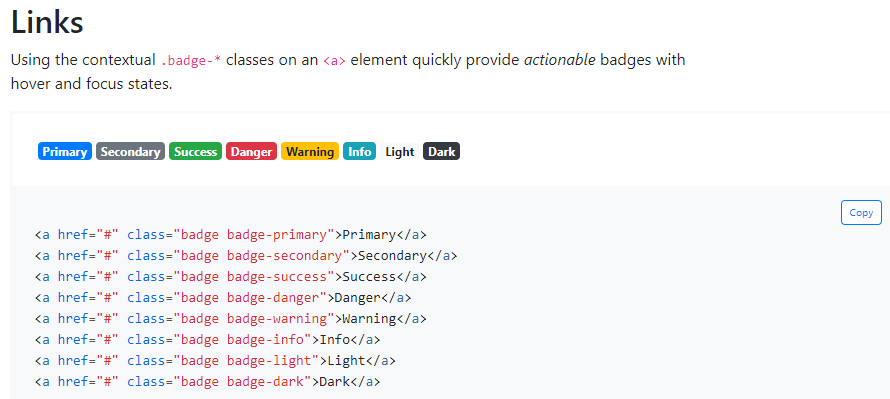 Links
Using the contextual .badge-* classes on an <a> element quickly provide actionable badges with
hover and focus states.
Primary Secondary Success Danger Warning Info Light Dark
Copy
<a href="#" class="badge badge-primary">Primary</a>
<a href="#" class="badge badge-secondary">Secondary</a>
<a href="#" class="badge badge-success">Success</a>
<a href="#" class="badge badge-danger">Danger</a>
<a href="#" class="badge badge-warning">Warning</a>
<a href="#" class="badge badge-info">Info</a>
<a href="#" class="badge badge-light">Light</a>
<a href="#" class="badge badge-dark">Dark</a>